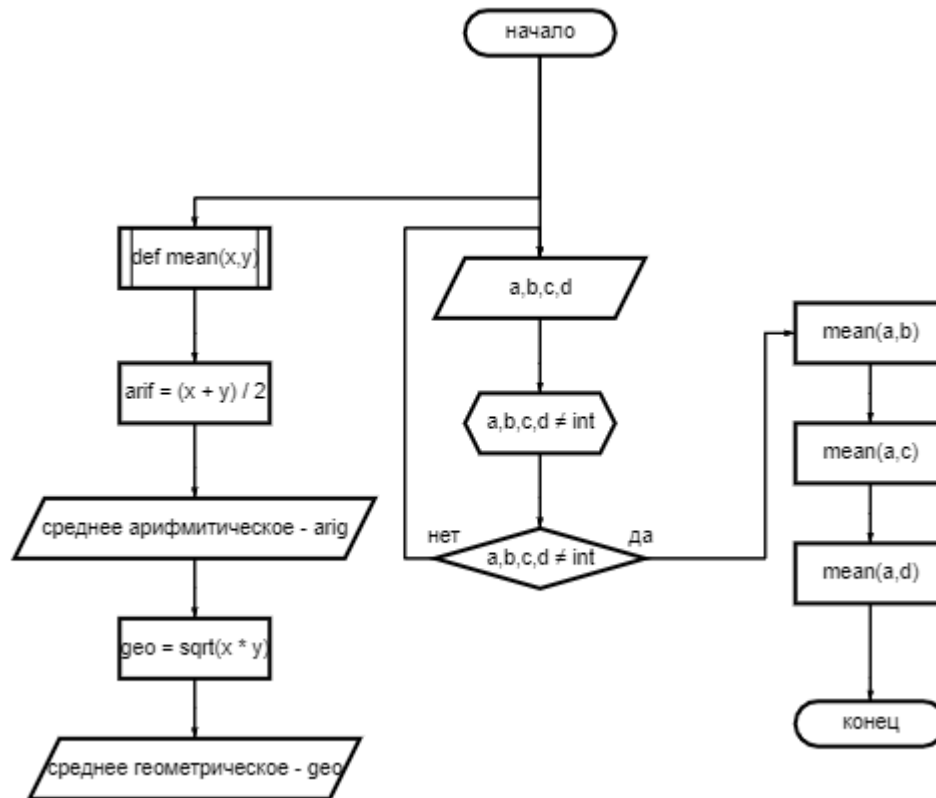 начало
def mean(x,y)
a,b,c,d
arif = (x + y) / 2
a,b,c,d ≠ int
mean(a,b)
mean(a,c)
среднее арифмитическое - arig
нет
a,b,c,d ≠ int
да
mean(a,d)
geo = sqrt(x * y)
среднее геометрическое - geo
конец